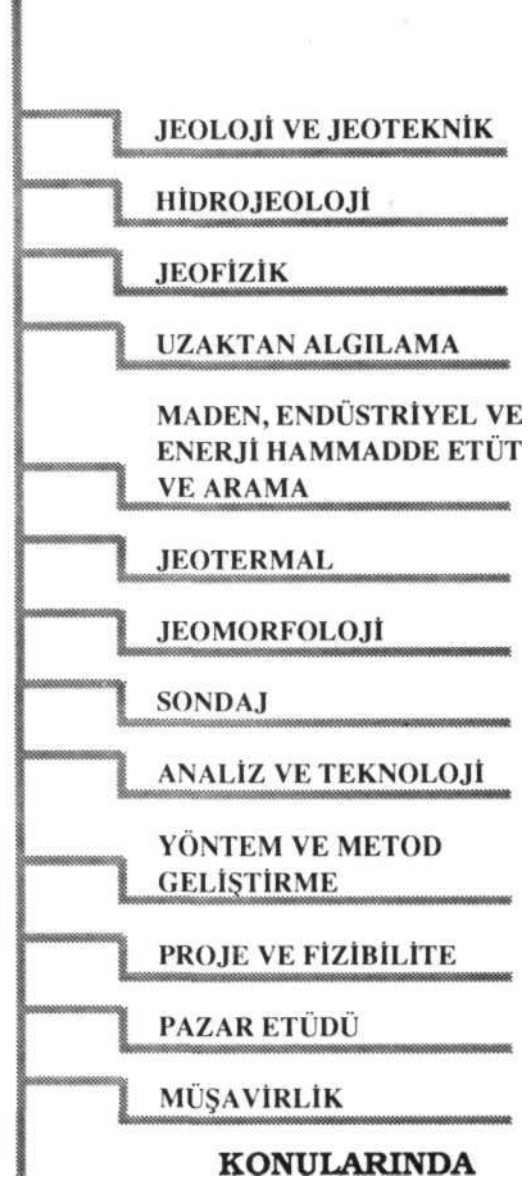 JEOLOJİ VE JEOTEKNİK
HİDROJEOLOJİ
JEOFİZİK
UZAKTAN ALGILAMA
MADEN, ENDÜSTRİYEL VE
ENERJİ HAMMADDE ETÜT
VE ARAMA
JEOTERMAL
JEOMORFOLOJİ
SONDAJ
ANALİZ VE TEKNOLOJİ
YÖNTEM VE METOD
GELİŞTİRME
PROJE VE FİZİBİLİTE
PAZAR ETÜDÜ
MÜŞAVİRLİK
KONULARINDA